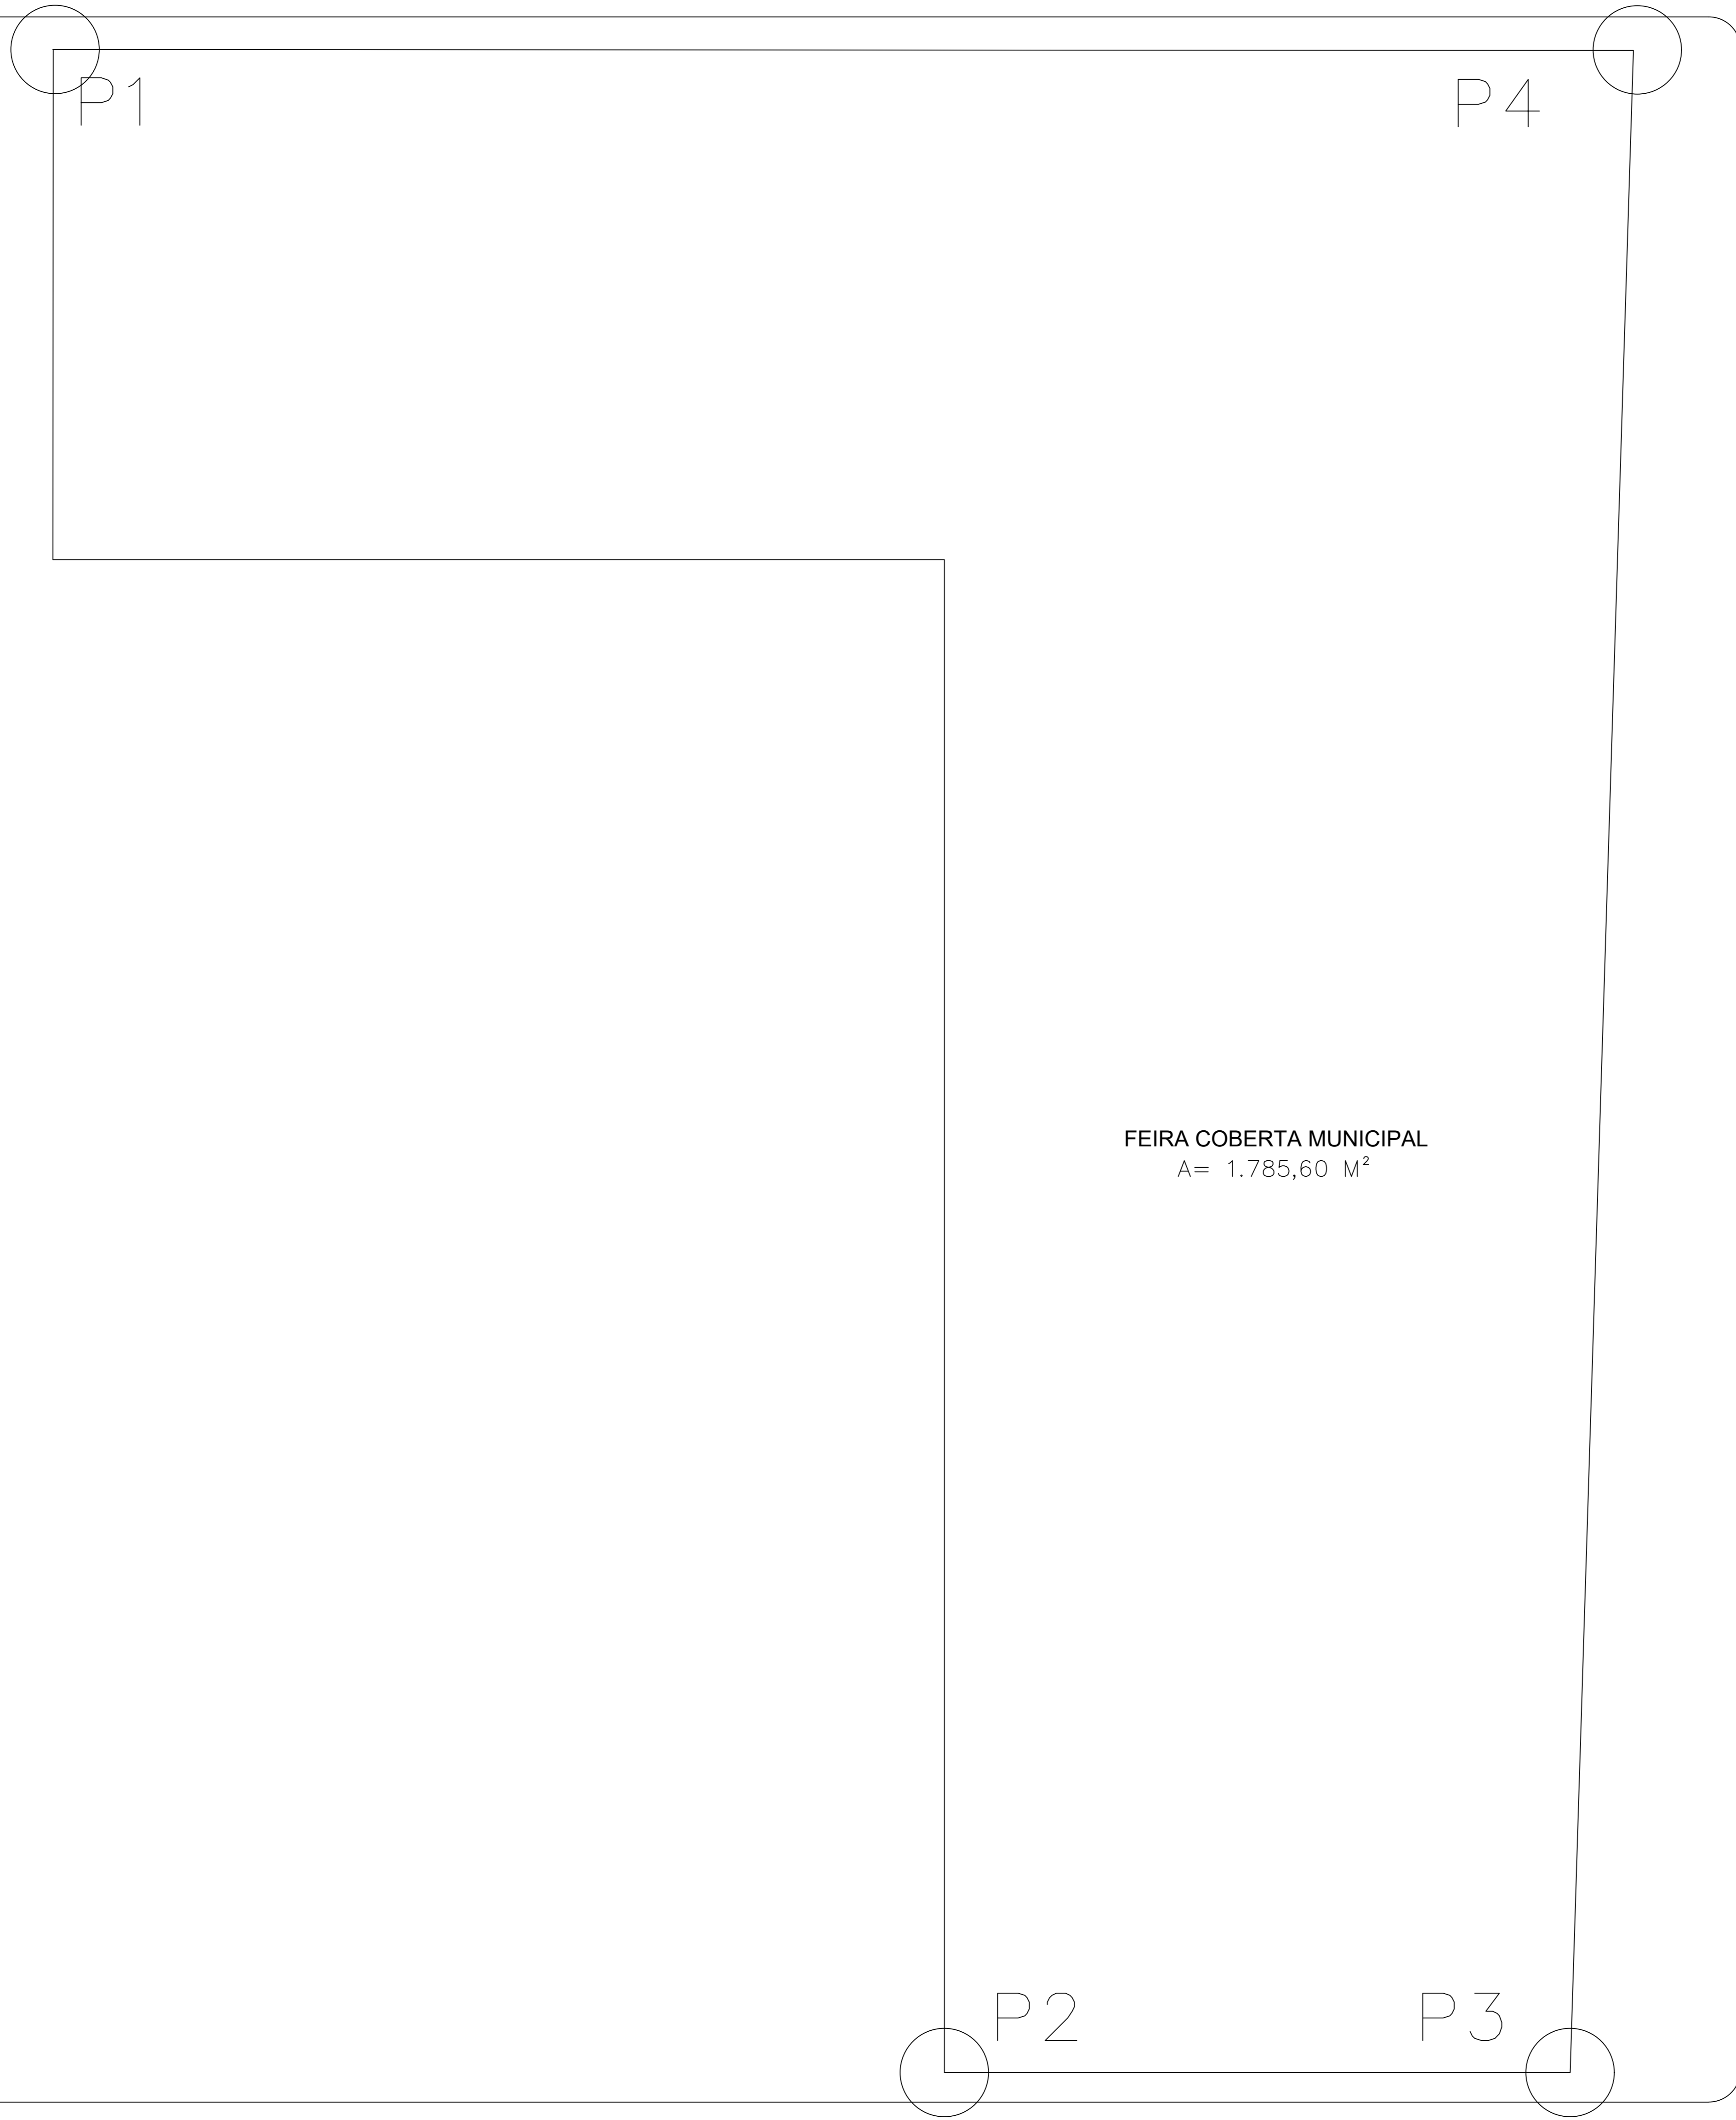 P1
P4
FEIRA COBERTA MUNICIPAL
A= 1.785,60 M²
P2
P3